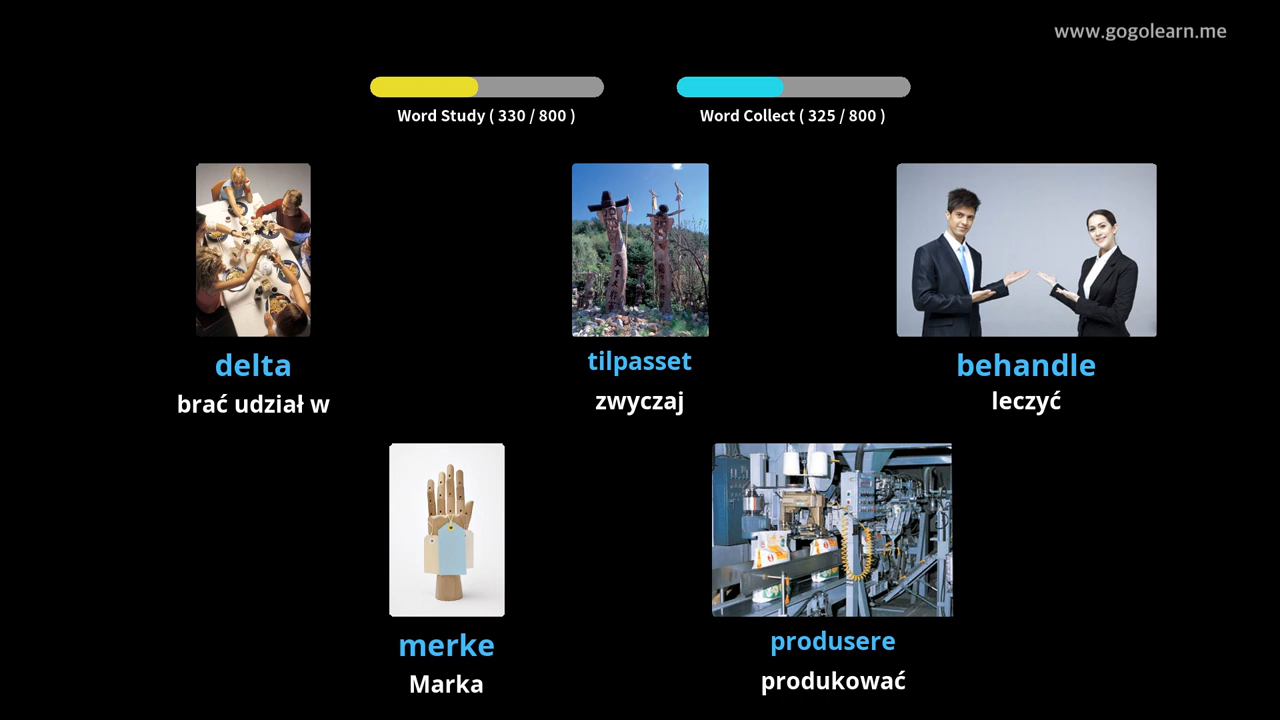 www.gogolearn.me
Word Study ( 330 / 800 )
Word Collect ( 325 / 800 )
delta
brać udział w
tilpasset
zwyczaj
behandle
leczyć
merke
Marka
produsere
produkować